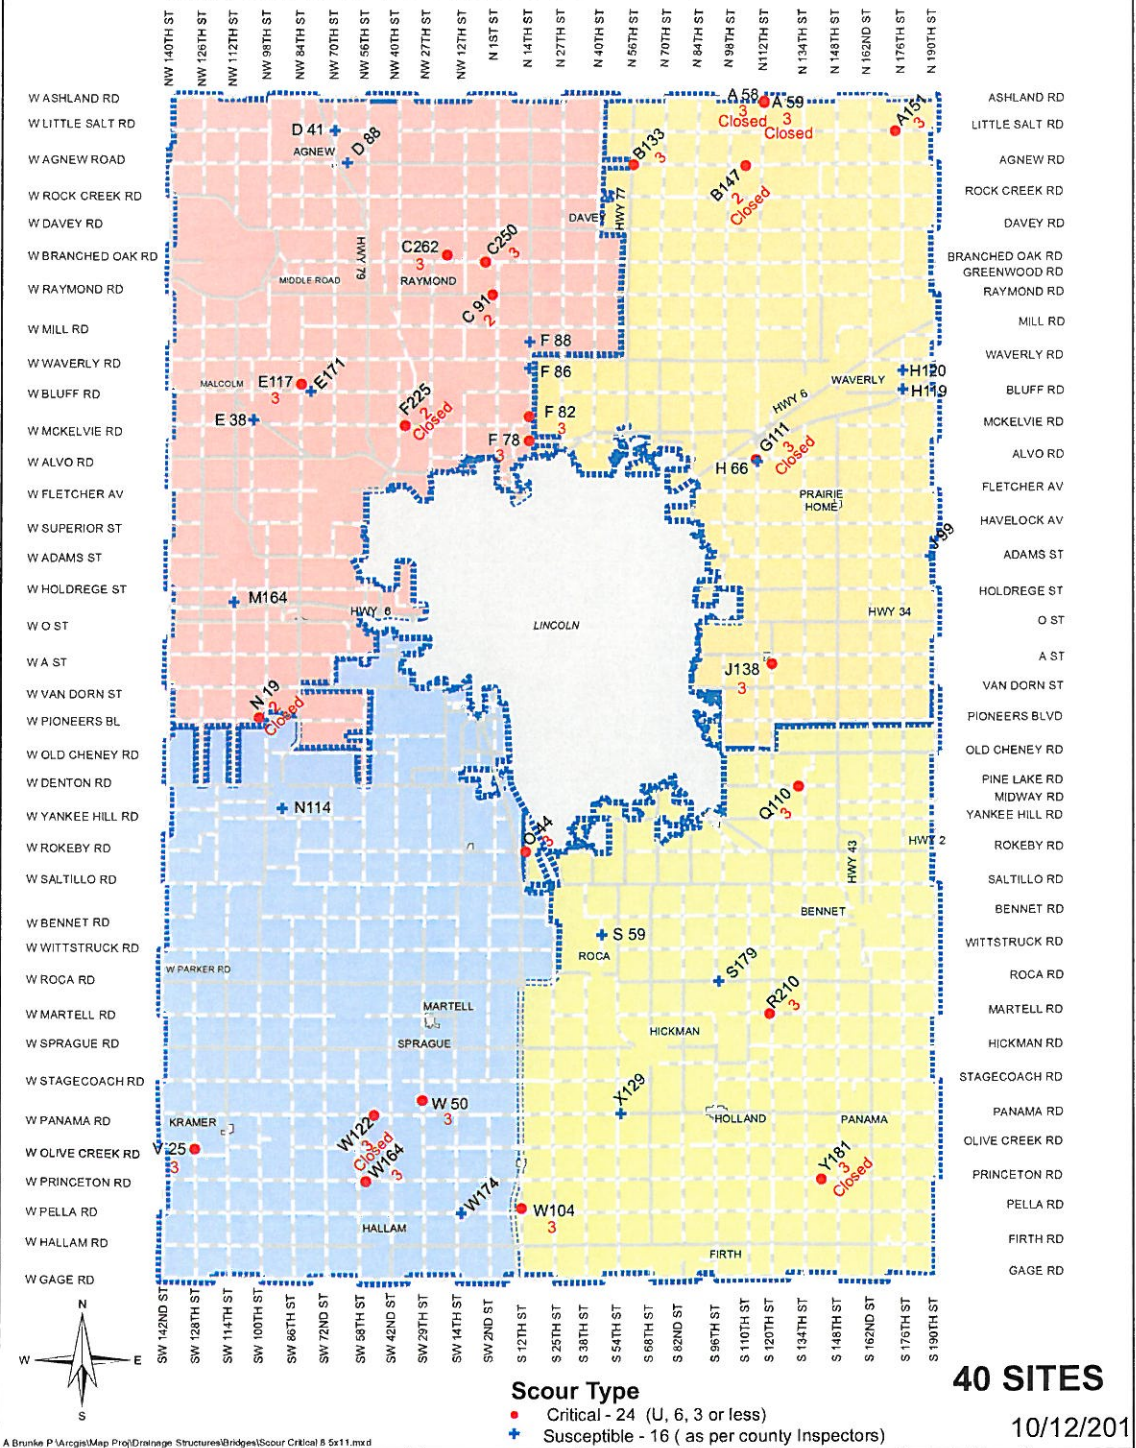 NW 140TH ST
NW 126TH ST
NW 112TH ST
NW 98TH ST
NW 84TH ST
NW 70TH ST
NW 56TH ST
NW 40TH ST
NW 27TH ST
NW 12TH ST
N 1ST ST
N 14TH ST
N 27TH ST
N 40TH ST
N 56TH ST
N 70TH ST
N 84TH ST
N 98TH ST
N 112TH ST
N 134TH ST
N 148TH ST
N 162ND ST
N 176TH ST
N 190TH ST
W ASHLAND RD
W LITTLE SALT RD
W AGNEW ROAD
W ROCK CREEK RD
W DAVEY RD
W BRANCHED OAK RD
W RAYMOND RD
W MILL RD
W WAVERLY RD
W BLUFF RD
W MCKELVIE RD
W ALVO RD
W FLETCHER AV
W SUPERIOR ST
W ADAMS ST
W HOLDREGE ST
W O ST
W A ST
W VAN DORN ST
W PIONEERS BL
W OLD CHENEY RD
W DENTON RD
W YANKEE HILL RD
W ROKEBY RD
W SALTILLO RD
W BENNET RD
W WITTSTRUCK RD
W ROCA RD
W MARTELL RD
W SPRAGUE RD
W STAGECOACH RD
W PANAMA RD
W OLIVE CREEK RD
W PRINCETON RD
W PELLA RD
W HALLAM RD
W GAGE RD
A 58
3
Closed
A 59
3
Closed
A151
3
D 41
AGNEW
D 88
B133
3
B147
2
Closed
DAVEY
HWY 77
HWY 79
C262
3
C250
3
MIDDLE ROAD
RAYMOND
C 91
2
F 88
F 86
MALCOLM
E117
3
E171
E 38
F225
2
Closed
F 82
3
F 78
3
WAVERLY
H120
H119
HWY 6
G111
3
Closed
H 66
PRAIRIE
HOME
J 99
M164
HWY 6
LINCOLN
HWY 34
J138
3
N 19
2
Closed
N114
Q110
3
O 44
3
HWY 43
HWY 2
BENNET
S 59
ROCA
S179
W PARKER RD
R210
3
MARTELL
SPRAGUE
HICKMAN
X129
W 50
3
KRAMER
W122
3
Closed
HOLLAND
PANAMA
V 25
3
W164
3
Y181
3
Closed
W174
W104
3
HALLAM
FIRTH
ASHLAND RD
LITTLE SALT RD
AGNEW RD
ROCK CREEK RD
DAVEY RD
BRANCHED OAK RD
GREENWOOD RD
RAYMOND RD
MILL RD
WAVERLY RD
BLUFF RD
MCKELVIE RD
ALVO RD
FLETCHER AV
HAVELOCK AV
ADAMS ST
HOLDREGE ST
O ST
A ST
VAN DORN ST
PIONEERS BLVD
OLD CHENEY RD
PINE LAKE RD
MIDWAY RD
YANKEE HILL RD
ROKEBY RD
SALTILLO RD
BENNET RD
WITTSTRUCK RD
ROCA RD
MARTELL RD
HICKMAN RD
STAGECOACH RD
PANAMA RD
OLIVE CREEK RD
PRINCETON RD
PELLA RD
FIRTH RD
GAGE RD
SW 142ND ST
SW 128TH ST
SW 114TH ST
SW 100TH ST
SW 86TH ST
SW 72ND ST
SW 58TH ST
SW 42ND ST
SW 29TH ST
SW 14TH ST
SW 2ND ST
S 12TH ST
S 25TH ST
S 38TH ST
S 54TH ST
S 68TH ST
S 82ND ST
S 96TH ST
S 110TH ST
S 120TH ST
S 134TH ST
S 148TH ST
S 162ND ST
S 176TH ST
S 190TH ST
N
W
E
S
40 SITES
Scour Type
Critical - 24 (U, 6, 3 or less)
Susceptible - 16 ( as per county Inspectors)
10/12/201
A Brunke P:\Arcgis\Map Proj\Drainage Structures\Bridges\Scour Critical 8 5x11.mxd